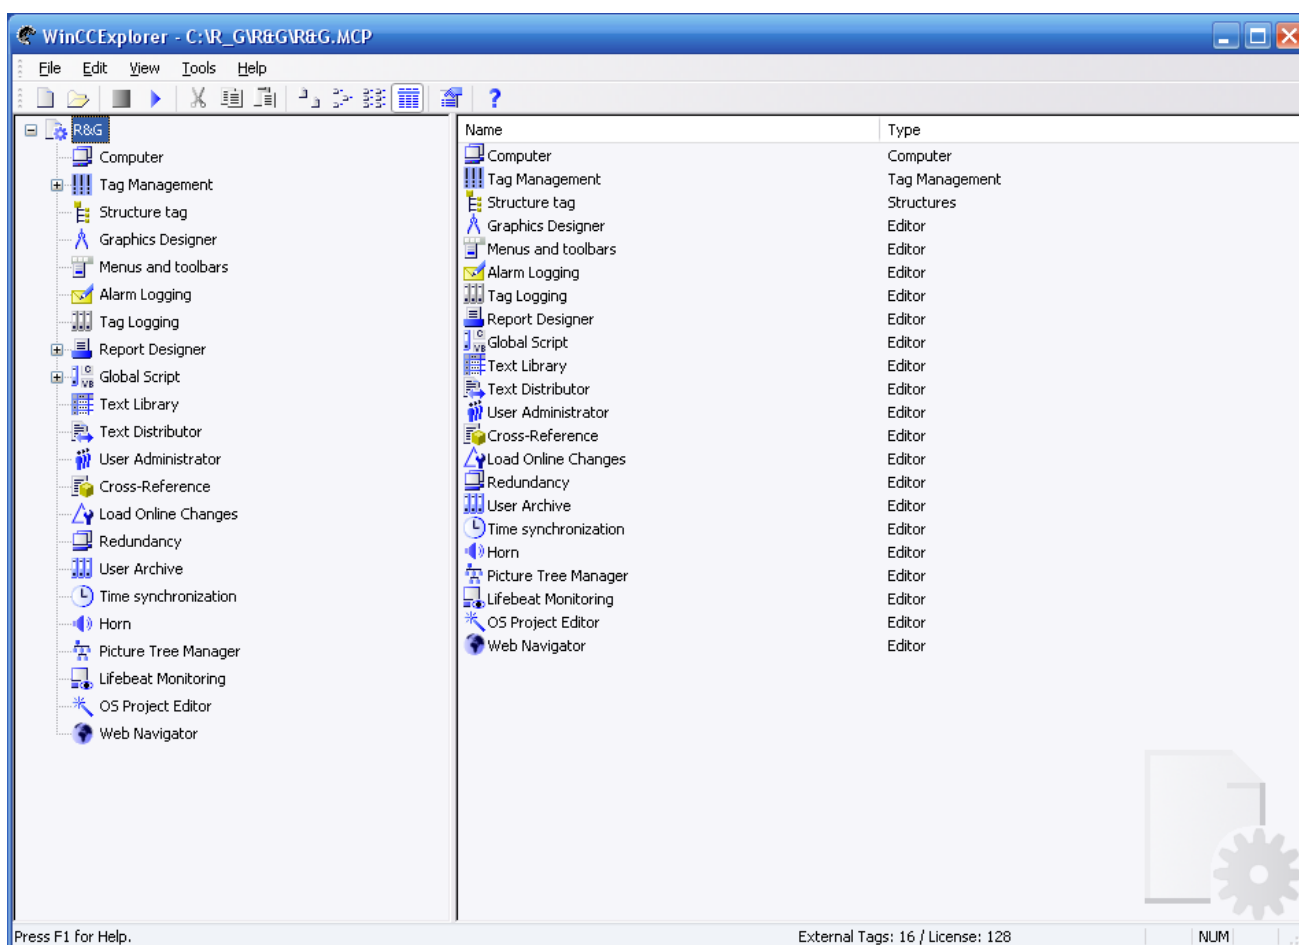 WinCCExplorer - C:\R_G\R&G\R&G.MCP
File Edit View Tools Help
R&G
Computer
Tag Management
Structure tag
Graphics Designer
Menus and toolbars
Alarm Logging
Tag Logging
Report Designer
Global Script
Text Library
Text Distributor
User Administrator
Cross-Reference
Load Online Changes
Redundancy
User Archive
Time synchronization
Horn
Picture Tree Manager
Lifebeat Monitoring
OS Project Editor
Web Navigator
Name Type
Computer Computer
Tag Management Tag Management
Structure tag Structures
Graphics Designer Editor
Menus and toolbars Editor
Alarm Logging Editor
Tag Logging Editor
Report Designer Editor
Global Script Editor
Text Library Editor
Text Distributor Editor
User Administrator Editor
Cross-Reference Editor
Load Online Changes Editor
Redundancy Editor
User Archive Editor
Time synchronization Editor
Horn Editor
Picture Tree Manager Editor
Lifebeat Monitoring Editor
OS Project Editor Editor
Web Navigator Editor
Press F1 for Help. External Tags: 16 / License: 128 NUM